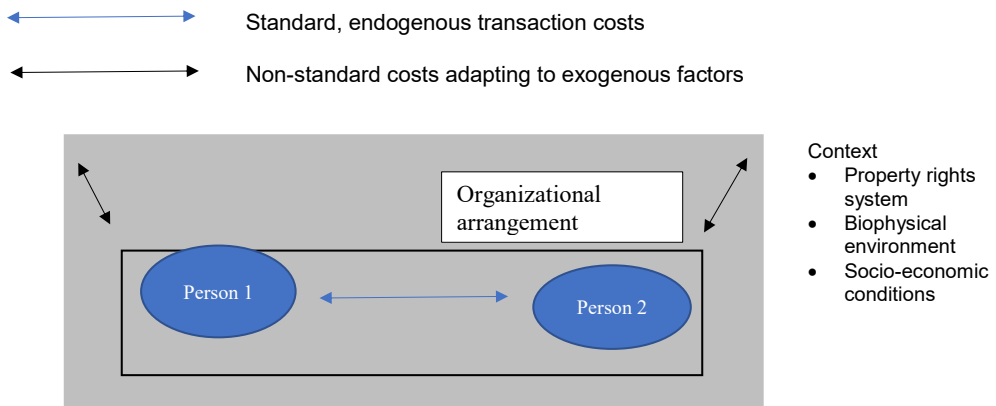 Standard, endogenous transaction costs
Non-standard costs adapting to exogenous factors
Context
• Property rights
system
• Biophysical
environment
• Socio-economic
conditions
Organizational
arrangement
Person 1
Person 2